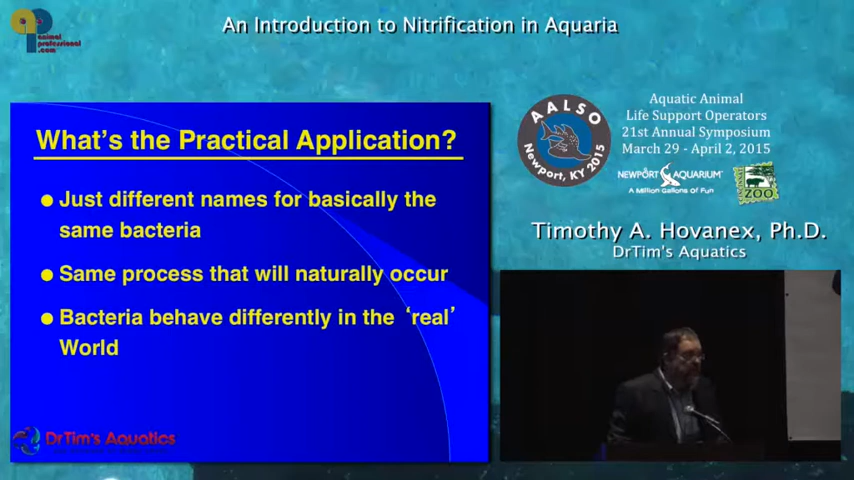 An Introduction to Nitrification in Aquaria
animal
professional
.com
What's the Practical Application?
Just different names for basically the
same bacteria
Same process that will naturally occur
Bacteria behave differently in the 'real'
World
DrTim's Aquatics
AALSO
Newport, KY 2015
Aquatic Animal
Life Support Operators
21st Annual Symposium
March 29 - April 2, 2015
NEWPORT AQUARIUM
A Million Gallons of Fun
ZOO
Timothy A. Hovanex, Ph.D.
DrTim's Aquatics